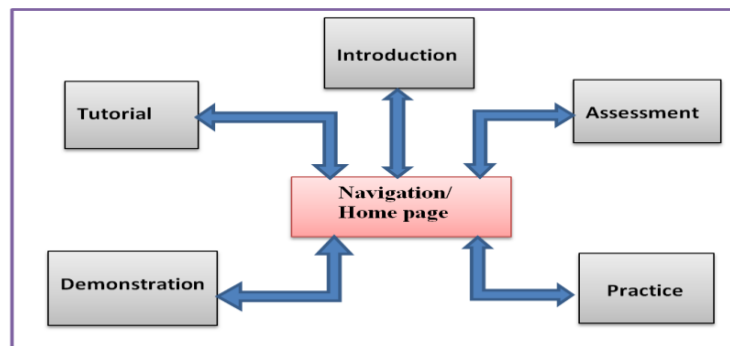 Introduction
Tutorial
Assessment
Navigation/
Home page
Demonstration
Practice